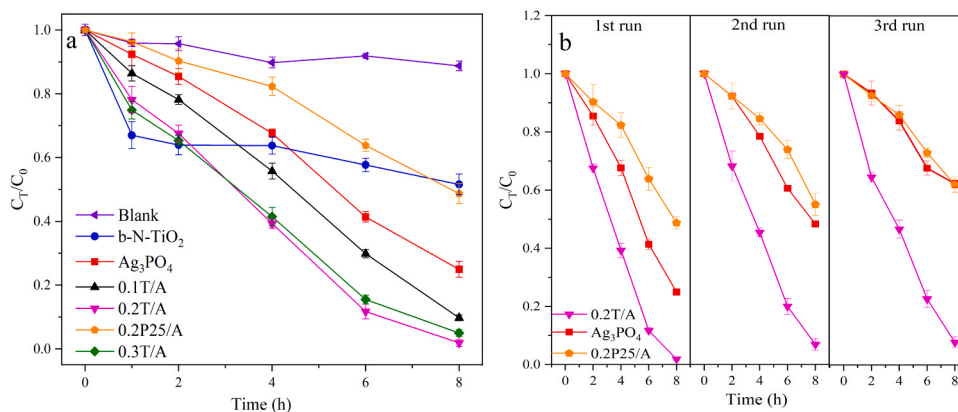 a
C_T/C_0
1.0
0.8
0.6
0.4
0.2
0.0
Blank
b-N-TiO₂
Ag₃PO₄
0.1T/A
0.2T/A
0.2P25/A
0.3T/A
0 2 4 6 8
Time (h)
b
1st run 2nd run 3rd run
C_T/C_0
1.2
1.0
0.8
0.6
0.4
0.2
0.0
0.2T/A
Ag₃PO₄
0.2P25/A
0 2 4 6 8 0 2 4 6 8 0 2 4 6 8
Time (h)